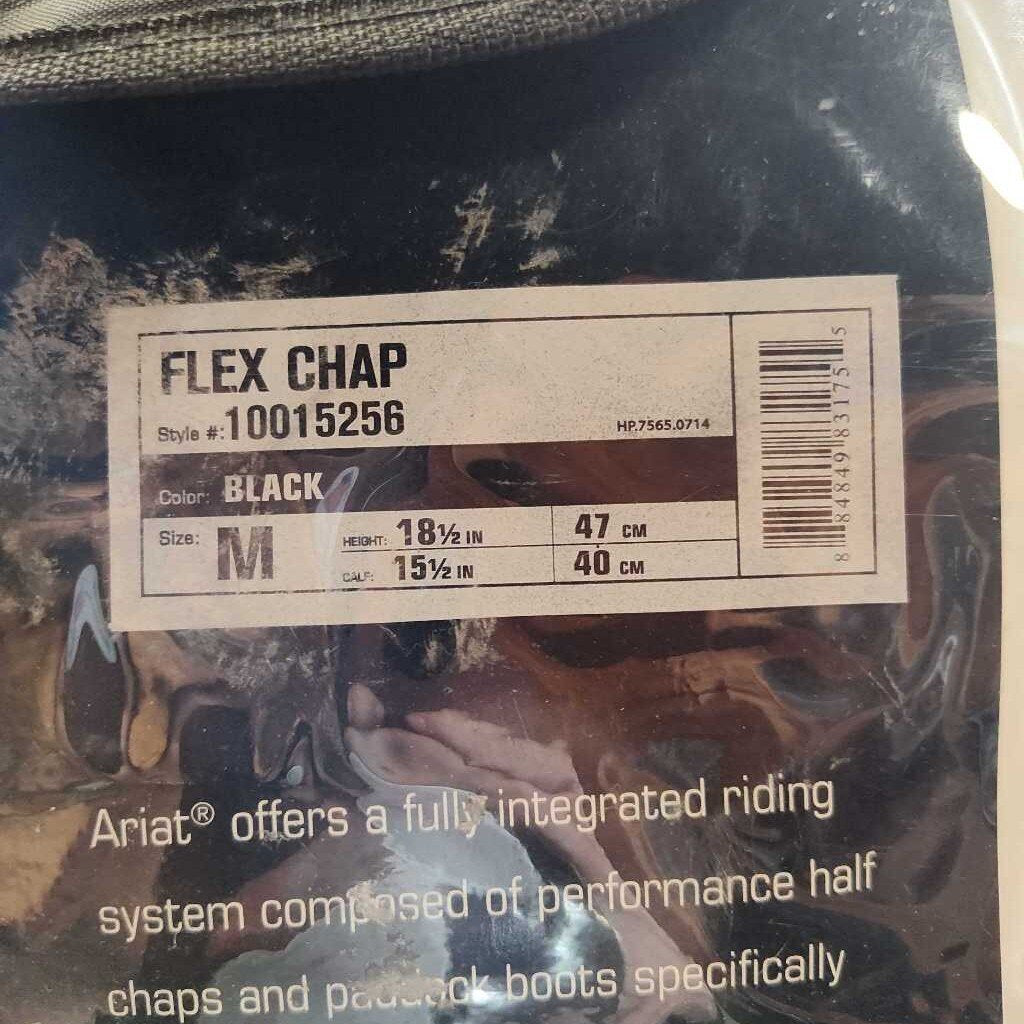 FLEX CHAP
Style #: 10015256
HP.7565.0714
Color: BLACK
Size: M
HEIGHT: 18½ IN 47 CM
CALF: 15½ IN 40 CM
8 84849 83175 5
Ariat® offers a fully integrated riding
system composed of performance half
chaps and paddock boots specifically